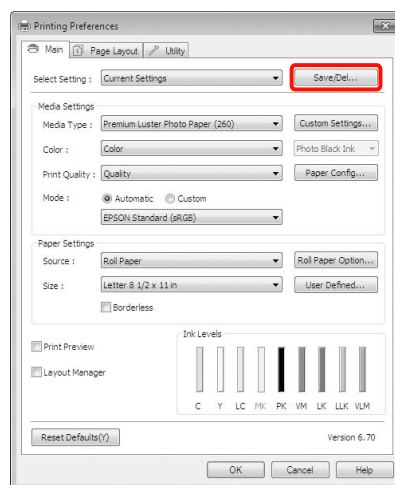 Printing Preferences
Main Page Layout Utility
Select Setting : Current Settings Save/Del...
Media Settings
Media Type : Premium Luster Photo Paper (260) Custom Settings...
Color : Color Photo Black Ink
Print Quality : Quality Paper Config...
Mode : Automatic Custom
EPSON Standard (sRGB)
Paper Settings
Source : Roll Paper Roll Paper Option...
Size : Letter 8 1/2 x 11 in User Defined...
Borderless
Ink Levels
Print Preview
Layout Manager
C Y LC MK PK VM LK LLK VLM
Reset Defaults(Y) Version 6.70
OK Cancel Help